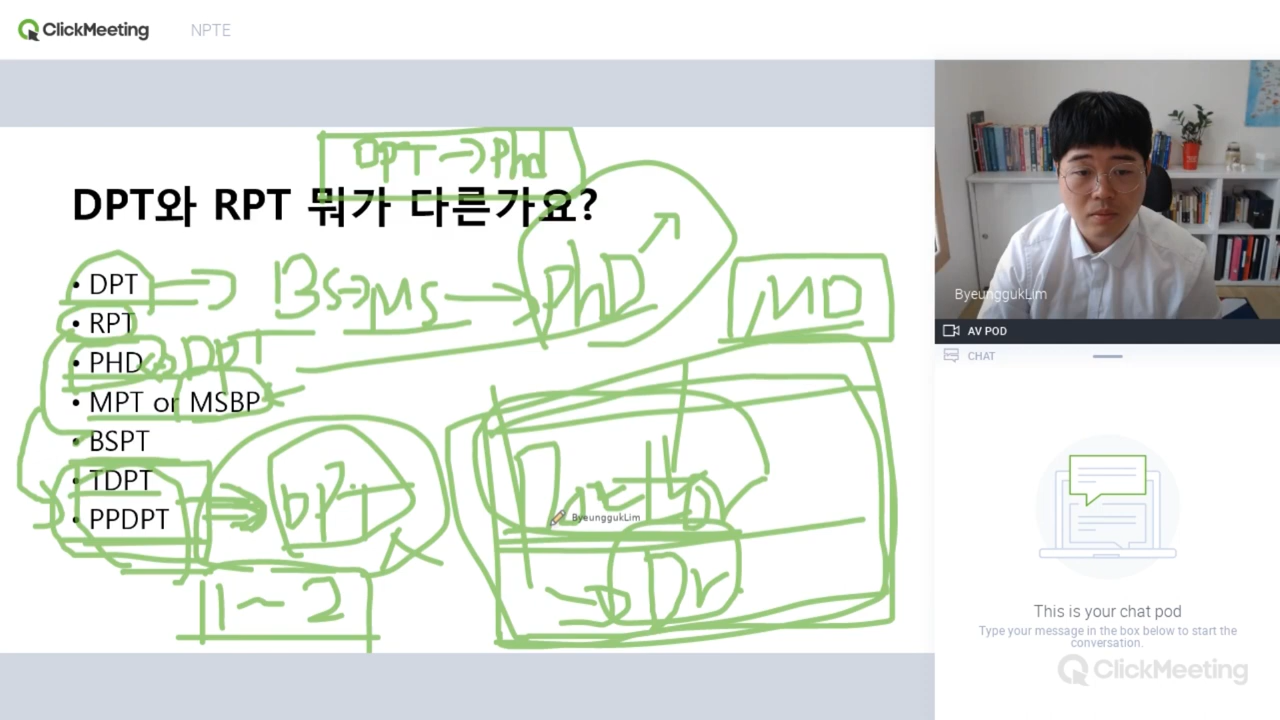 ClickMeeting NPTE
DPT → Phd
DPT와 RPT 뭐가 다른가요?
• DPT
BS → MS → PhD
MD
• RPT
• PHD ↔ DPT
• MPT or MSBP
• BSPT
• TDPT
• PPDPT
DPT
1 ~ 2
→ Dr
ByeunggukLim
ByeunggukLim
AV POD
CHAT
This is your chat pod
Type your message in the box below to start the
conversation.
ClickMeeting